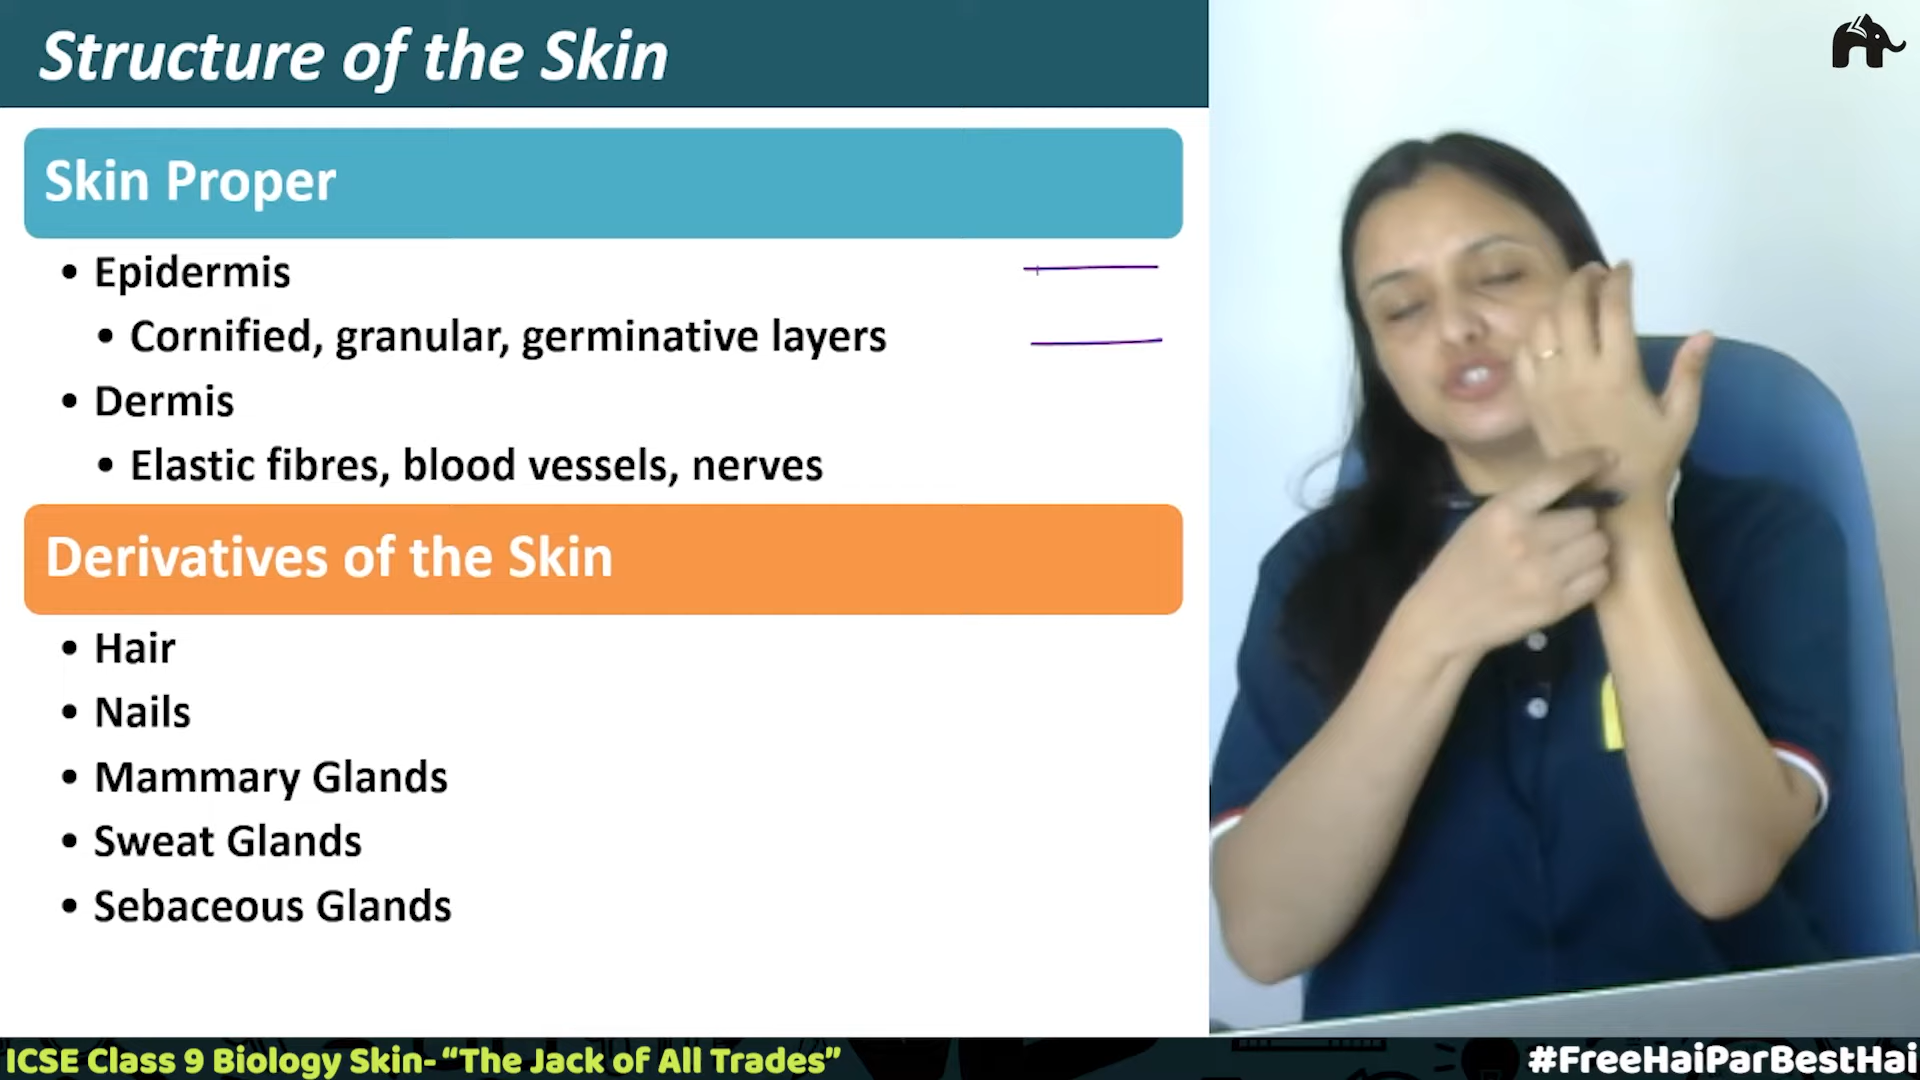 Structure of the Skin
Skin Proper
• Epidermis
• Cornified, granular, germinative layers
• Dermis
• Elastic fibres, blood vessels, nerves
Derivatives of the Skin
• Hair
• Nails
• Mammary Glands
• Sweat Glands
• Sebaceous Glands
ICSE Class 9 Biology Skin- “The Jack of All Trades”
#FreeHaiParBestHai